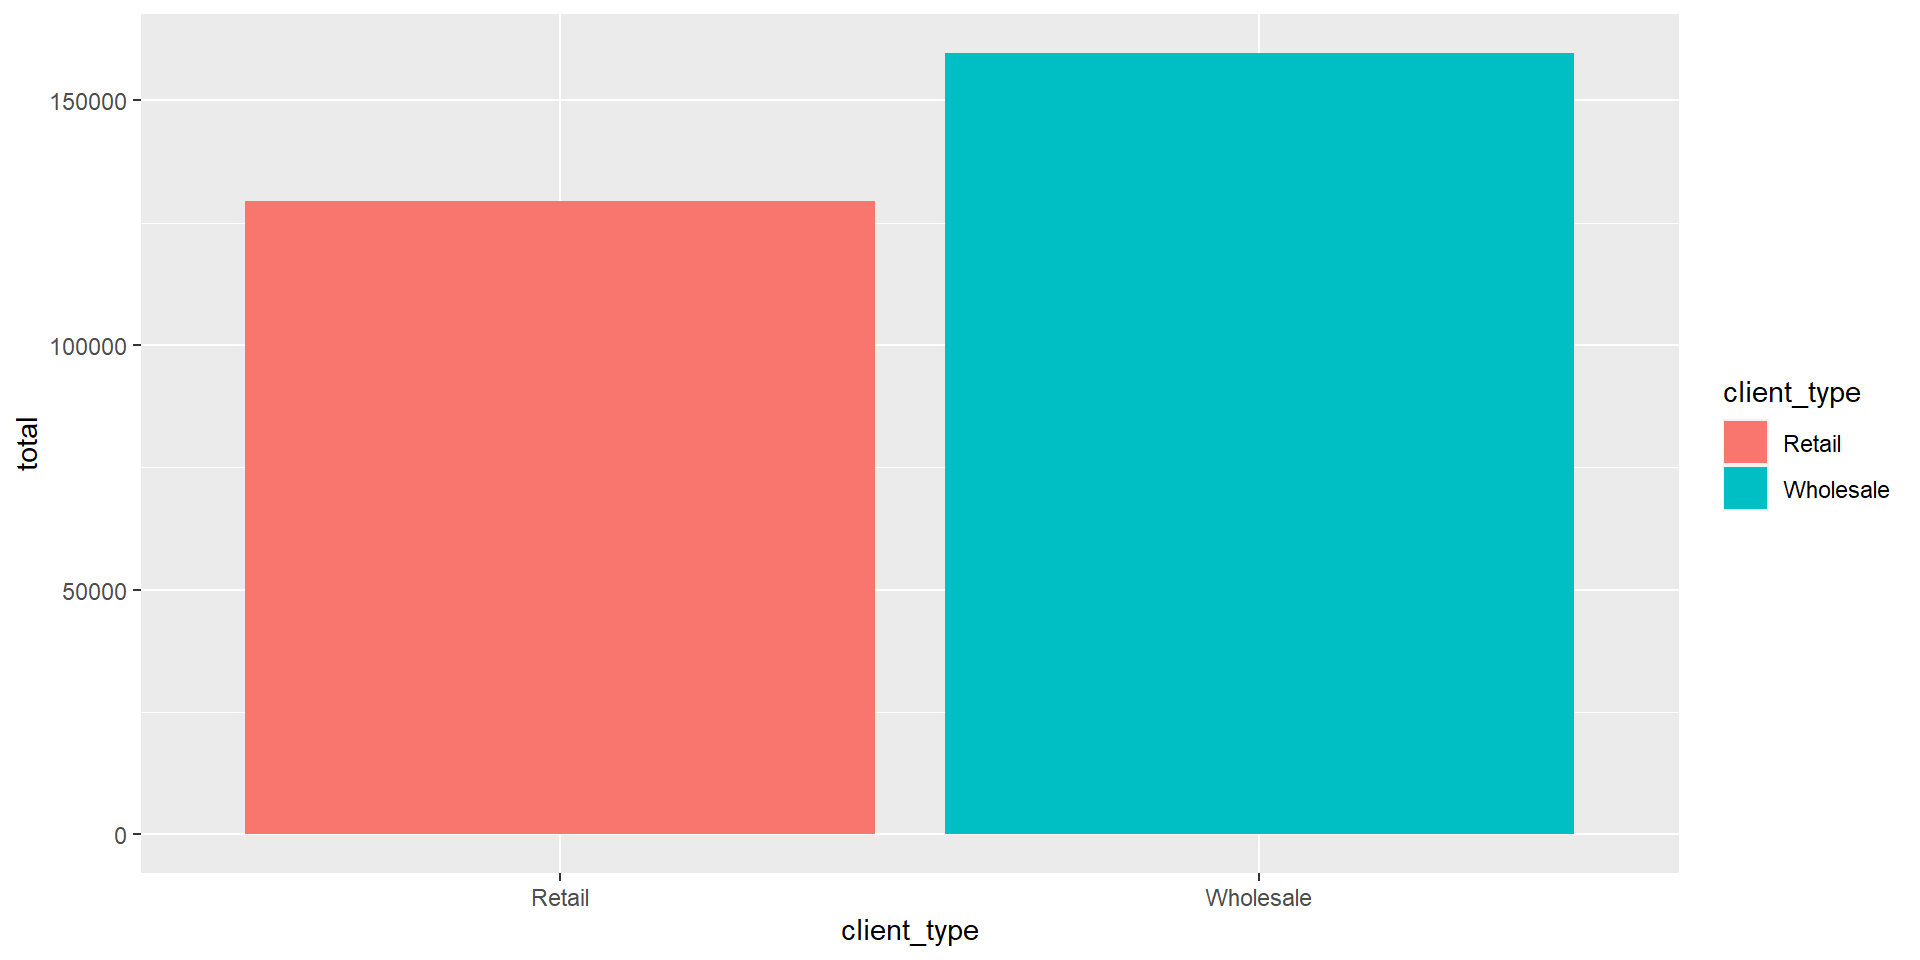 total
150000
100000
50000
0
Retail
Wholesale
client_type
client_type
Retail
Wholesale